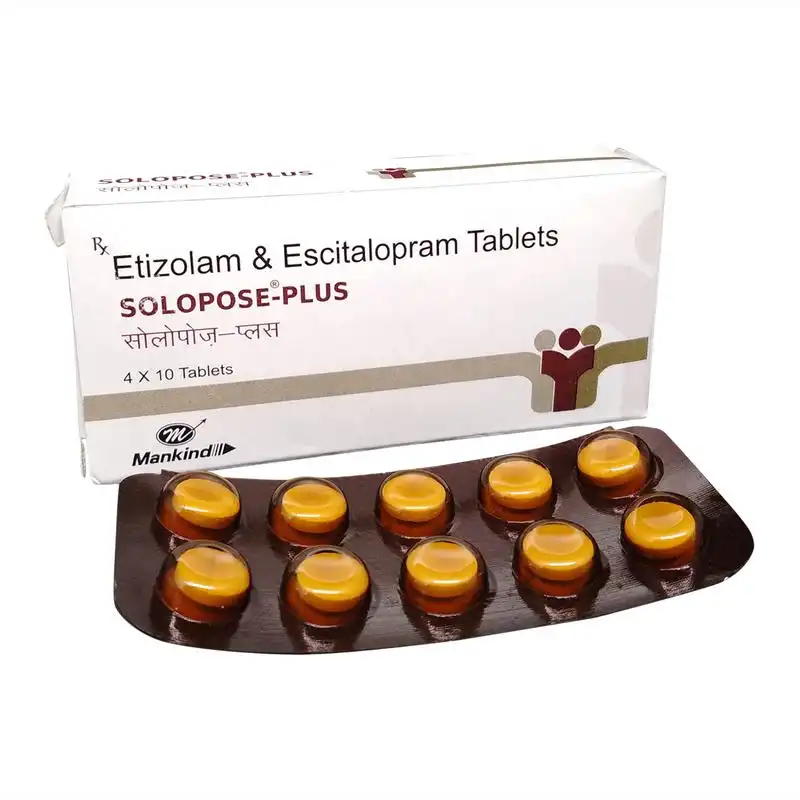 SOLOPOSE®-PLUS
सोलोपोज़-प्लस
Rx
Etizolam & Escitalopram Tablets
SOLOPOSE®-PLUS
सोलोपोज़-प्लस
4 X 10 Tablets
m
Mankind